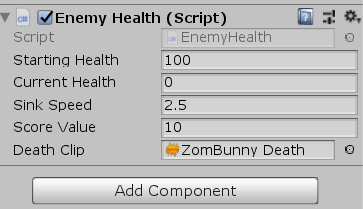 Enemy Health (Script)
Script EnemyHealth
Starting Health 100
Current Health 0
Sink Speed 2.5
Score Value 10
Death Clip ZomBunny Death
Add Component